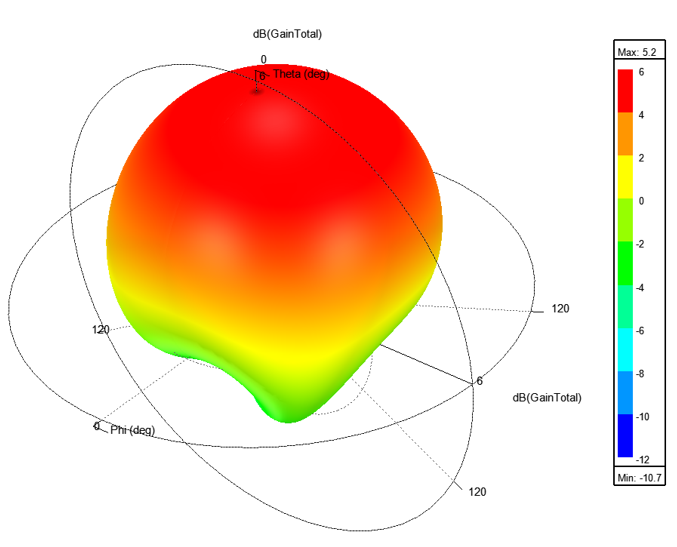 dB(GainTotal)
0
6
Theta (deg)
120
6
dB(GainTotal)
120
0
Phi (deg)
120
Max: 5.2
6
4
2
0
-2
-4
-6
-8
-10
-12
Min: -10.7